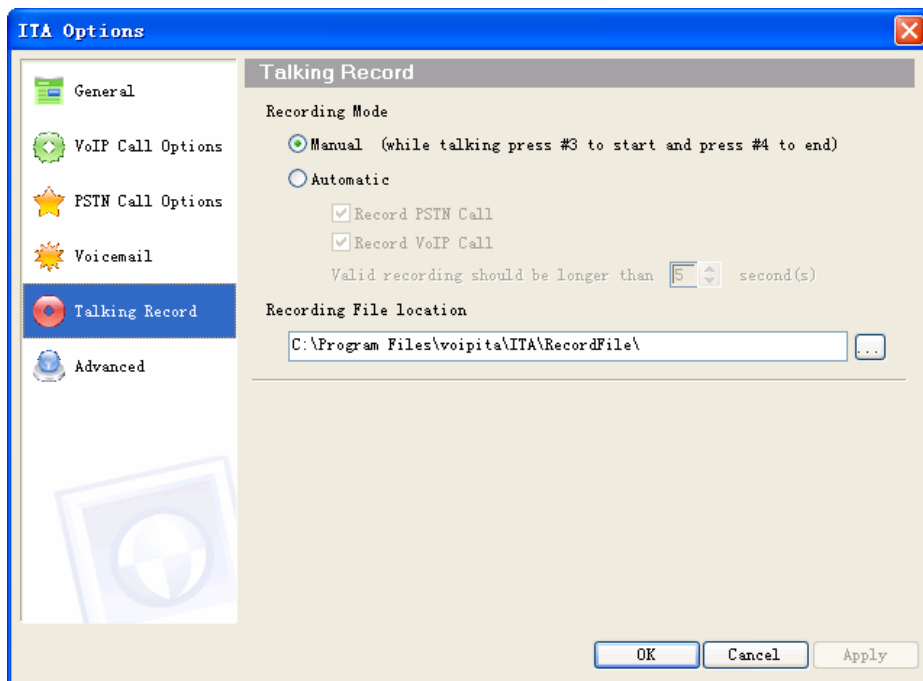 ITA Options
General
VoIP Call Options
PSTN Call Options
Voicemail
Talking Record
Advanced
Talking Record
Recording Mode
Manual (while talking press #3 to start and press #4 to end)
Automatic
Record PSTN Call
Record VoIP Call
Valid recording should be longer than 5 second(s)
Recording File location
C:\Program Files\voipita\ITA\RecordFile\ ...
OK Cancel Apply